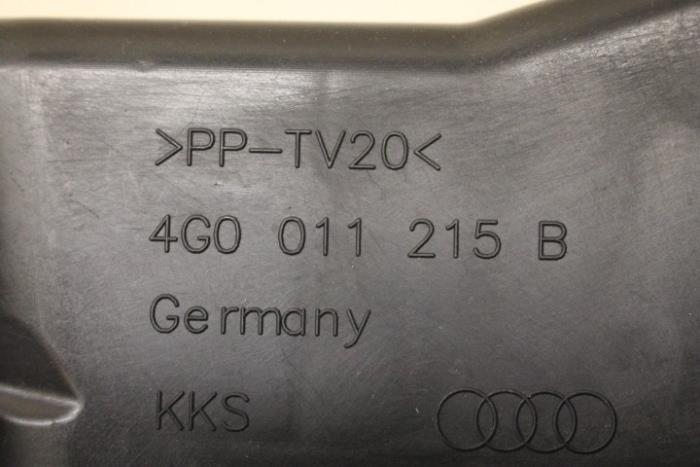 >PP-TV20<
4G0 011 215 B
Germany
KKS